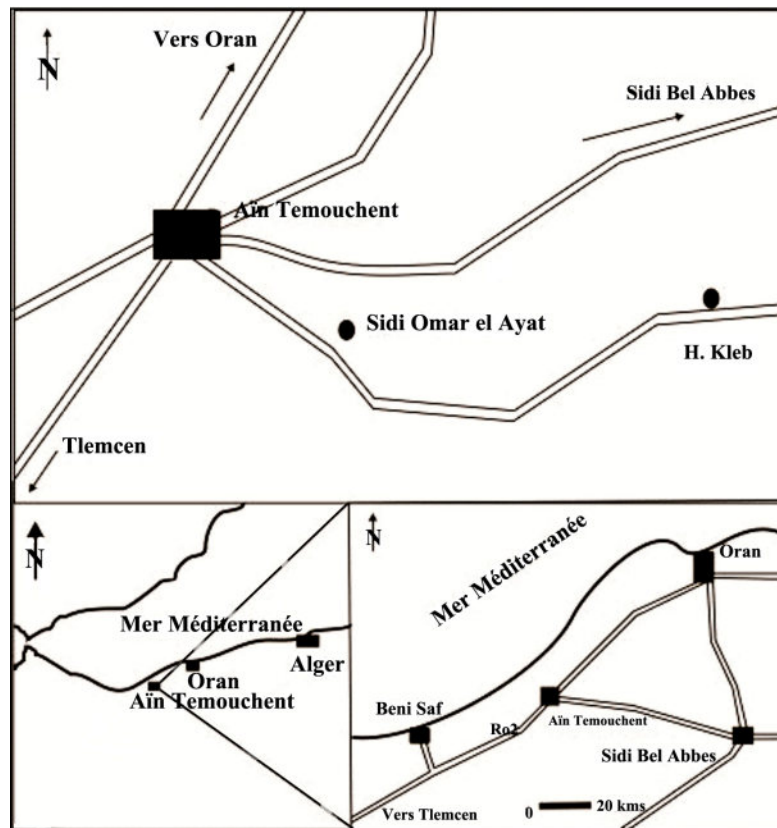 N
Vers Oran
Sidi Bel Abbes
Aïn Temouchent
Sidi Omar el Ayat
H. Kleb
Tlemcen
N
Mer Méditerranée
Alger
Oran
Aïn Temouchent
N
Mer Méditerranée
Oran
Beni Saf
Ro2
Aïn Temouchent
Sidi Bel Abbes
Vers Tlemcen
0 20 kms